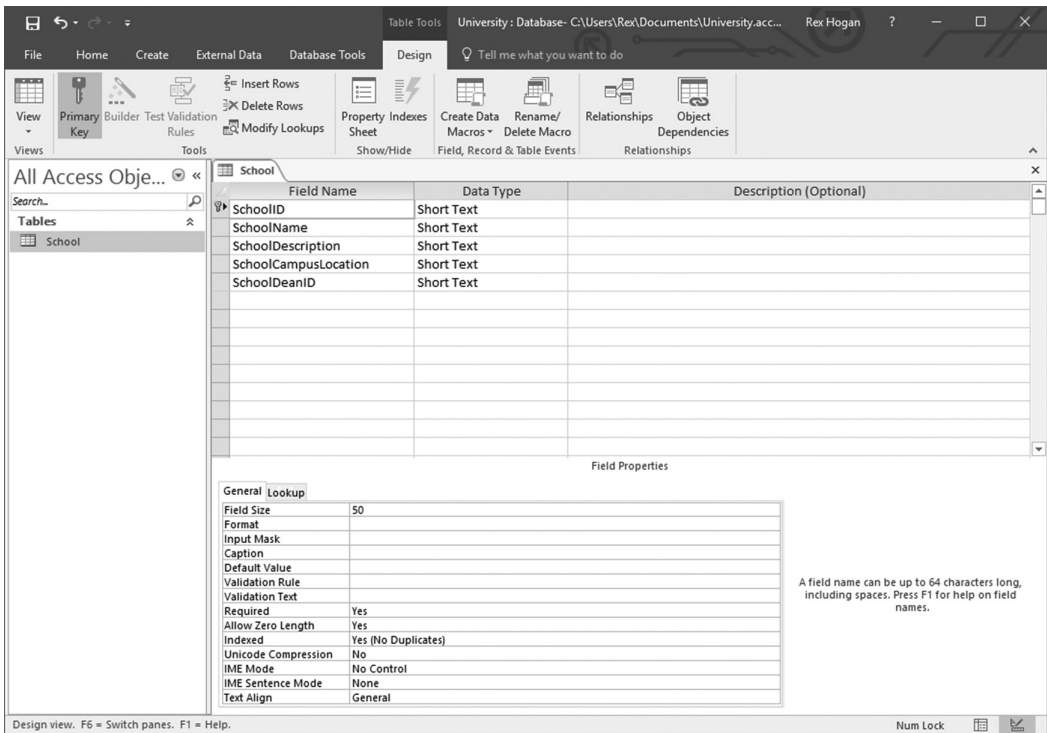 Table Tools University : Database- C:\Users\Rex\Documents\University.acc... Rex Hogan ?
File Home Create External Data Database Tools Design Tell me what you want to do
View
Views
Primary Key
Builder
Test Validation Rules
Insert Rows
Delete Rows
Modify Lookups
Tools
Property Sheet
Indexes
Show/Hide
Create Data Macros
Rename/ Delete Macro
Field, Record & Table Events
Relationships
Object Dependencies
Relationships
All Access Obje...
Search...
Tables
School
School
Field Name Data Type Description (Optional)
SchoolID Short Text
SchoolName Short Text
SchoolDescription Short Text
SchoolCampusLocation Short Text
SchoolDeanID Short Text
Field Properties
General Lookup
Field Size 50
Format
Input Mask
Caption
Default Value
Validation Rule
Validation Text
Required Yes
Allow Zero Length Yes
Indexed Yes (No Duplicates)
Unicode Compression No
IME Mode No Control
IME Sentence Mode None
Text Align General
A field name can be up to 64 characters long,
including spaces. Press F1 for help on field
names.
Design view. F6 = Switch panes. F1 = Help. Num Lock